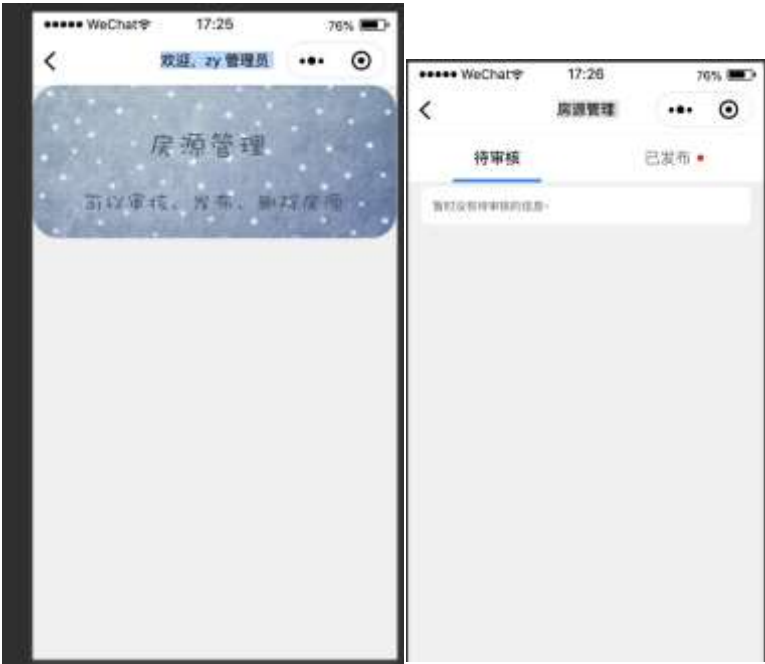 WeChat 17:25 76%
欢迎，zy 管理员
房源管理
可以审核、发布、删除房源
WeChat 17:26 76%
房源管理
待审核 已发布
暂时没有待审核的信息~